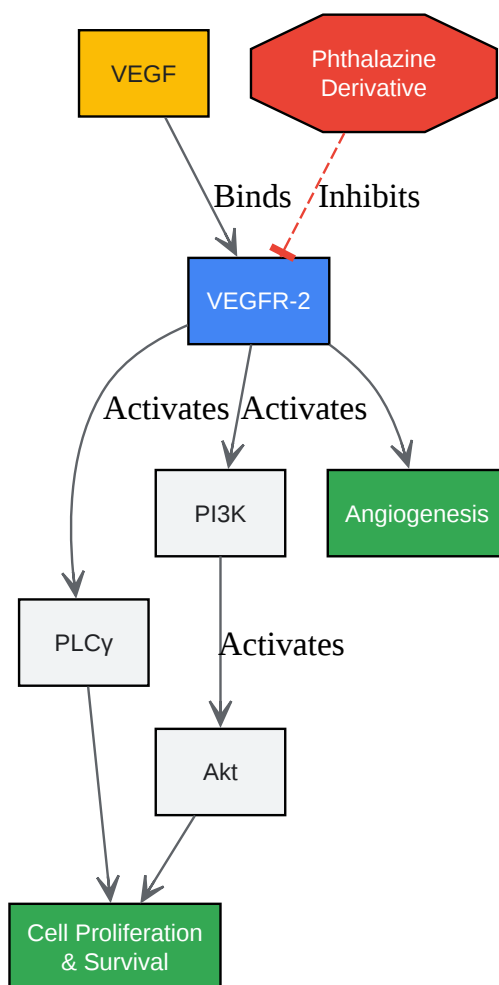 VEGF
Phthalazine
Derivative
Binds
Inhibits
VEGFR-2
Activates
Activates
PI3K
Angiogenesis
PLCγ
Activates
Akt
Cell Proliferation
& Survival